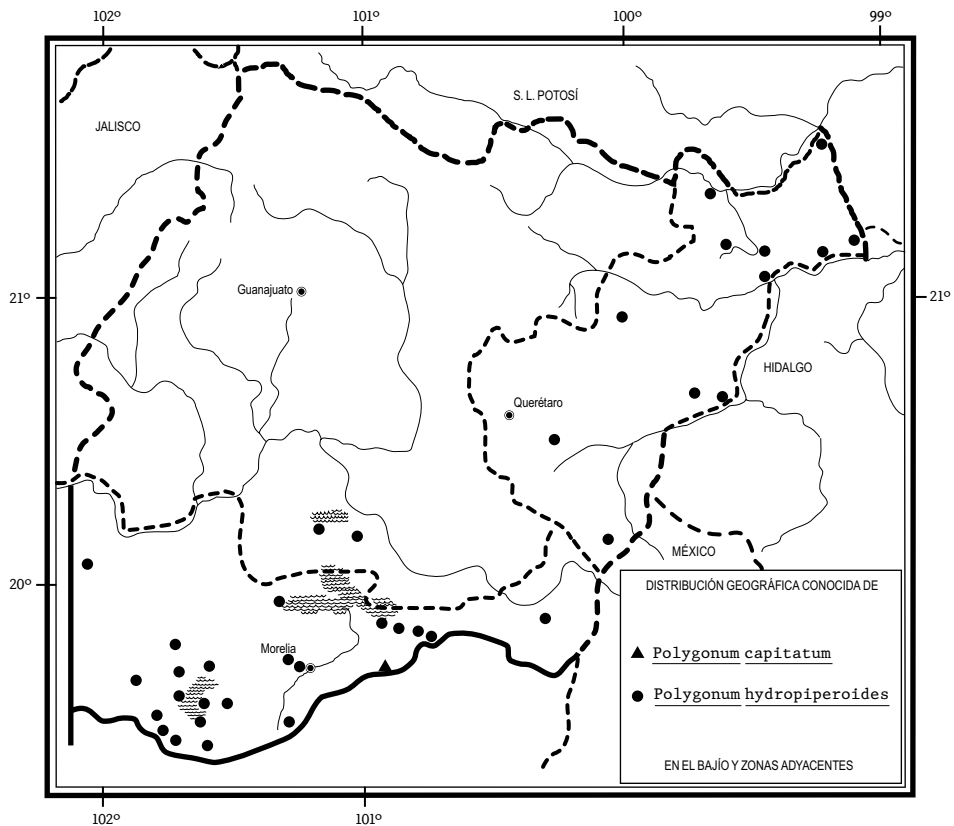 102º 101º 100º 99º
S. L. POTOSÍ
JALISCO
Guanajuato
21º 21º
HIDALGO
Querétaro
MÉXICO
20º
DISTRIBUCIÓN GEOGRÁFICA CONOCIDA DE
Morelia
Polygonum capitatum
Polygonum hydropiperoides
EN EL BAJÍO Y ZONAS ADYACENTES
102º 101º